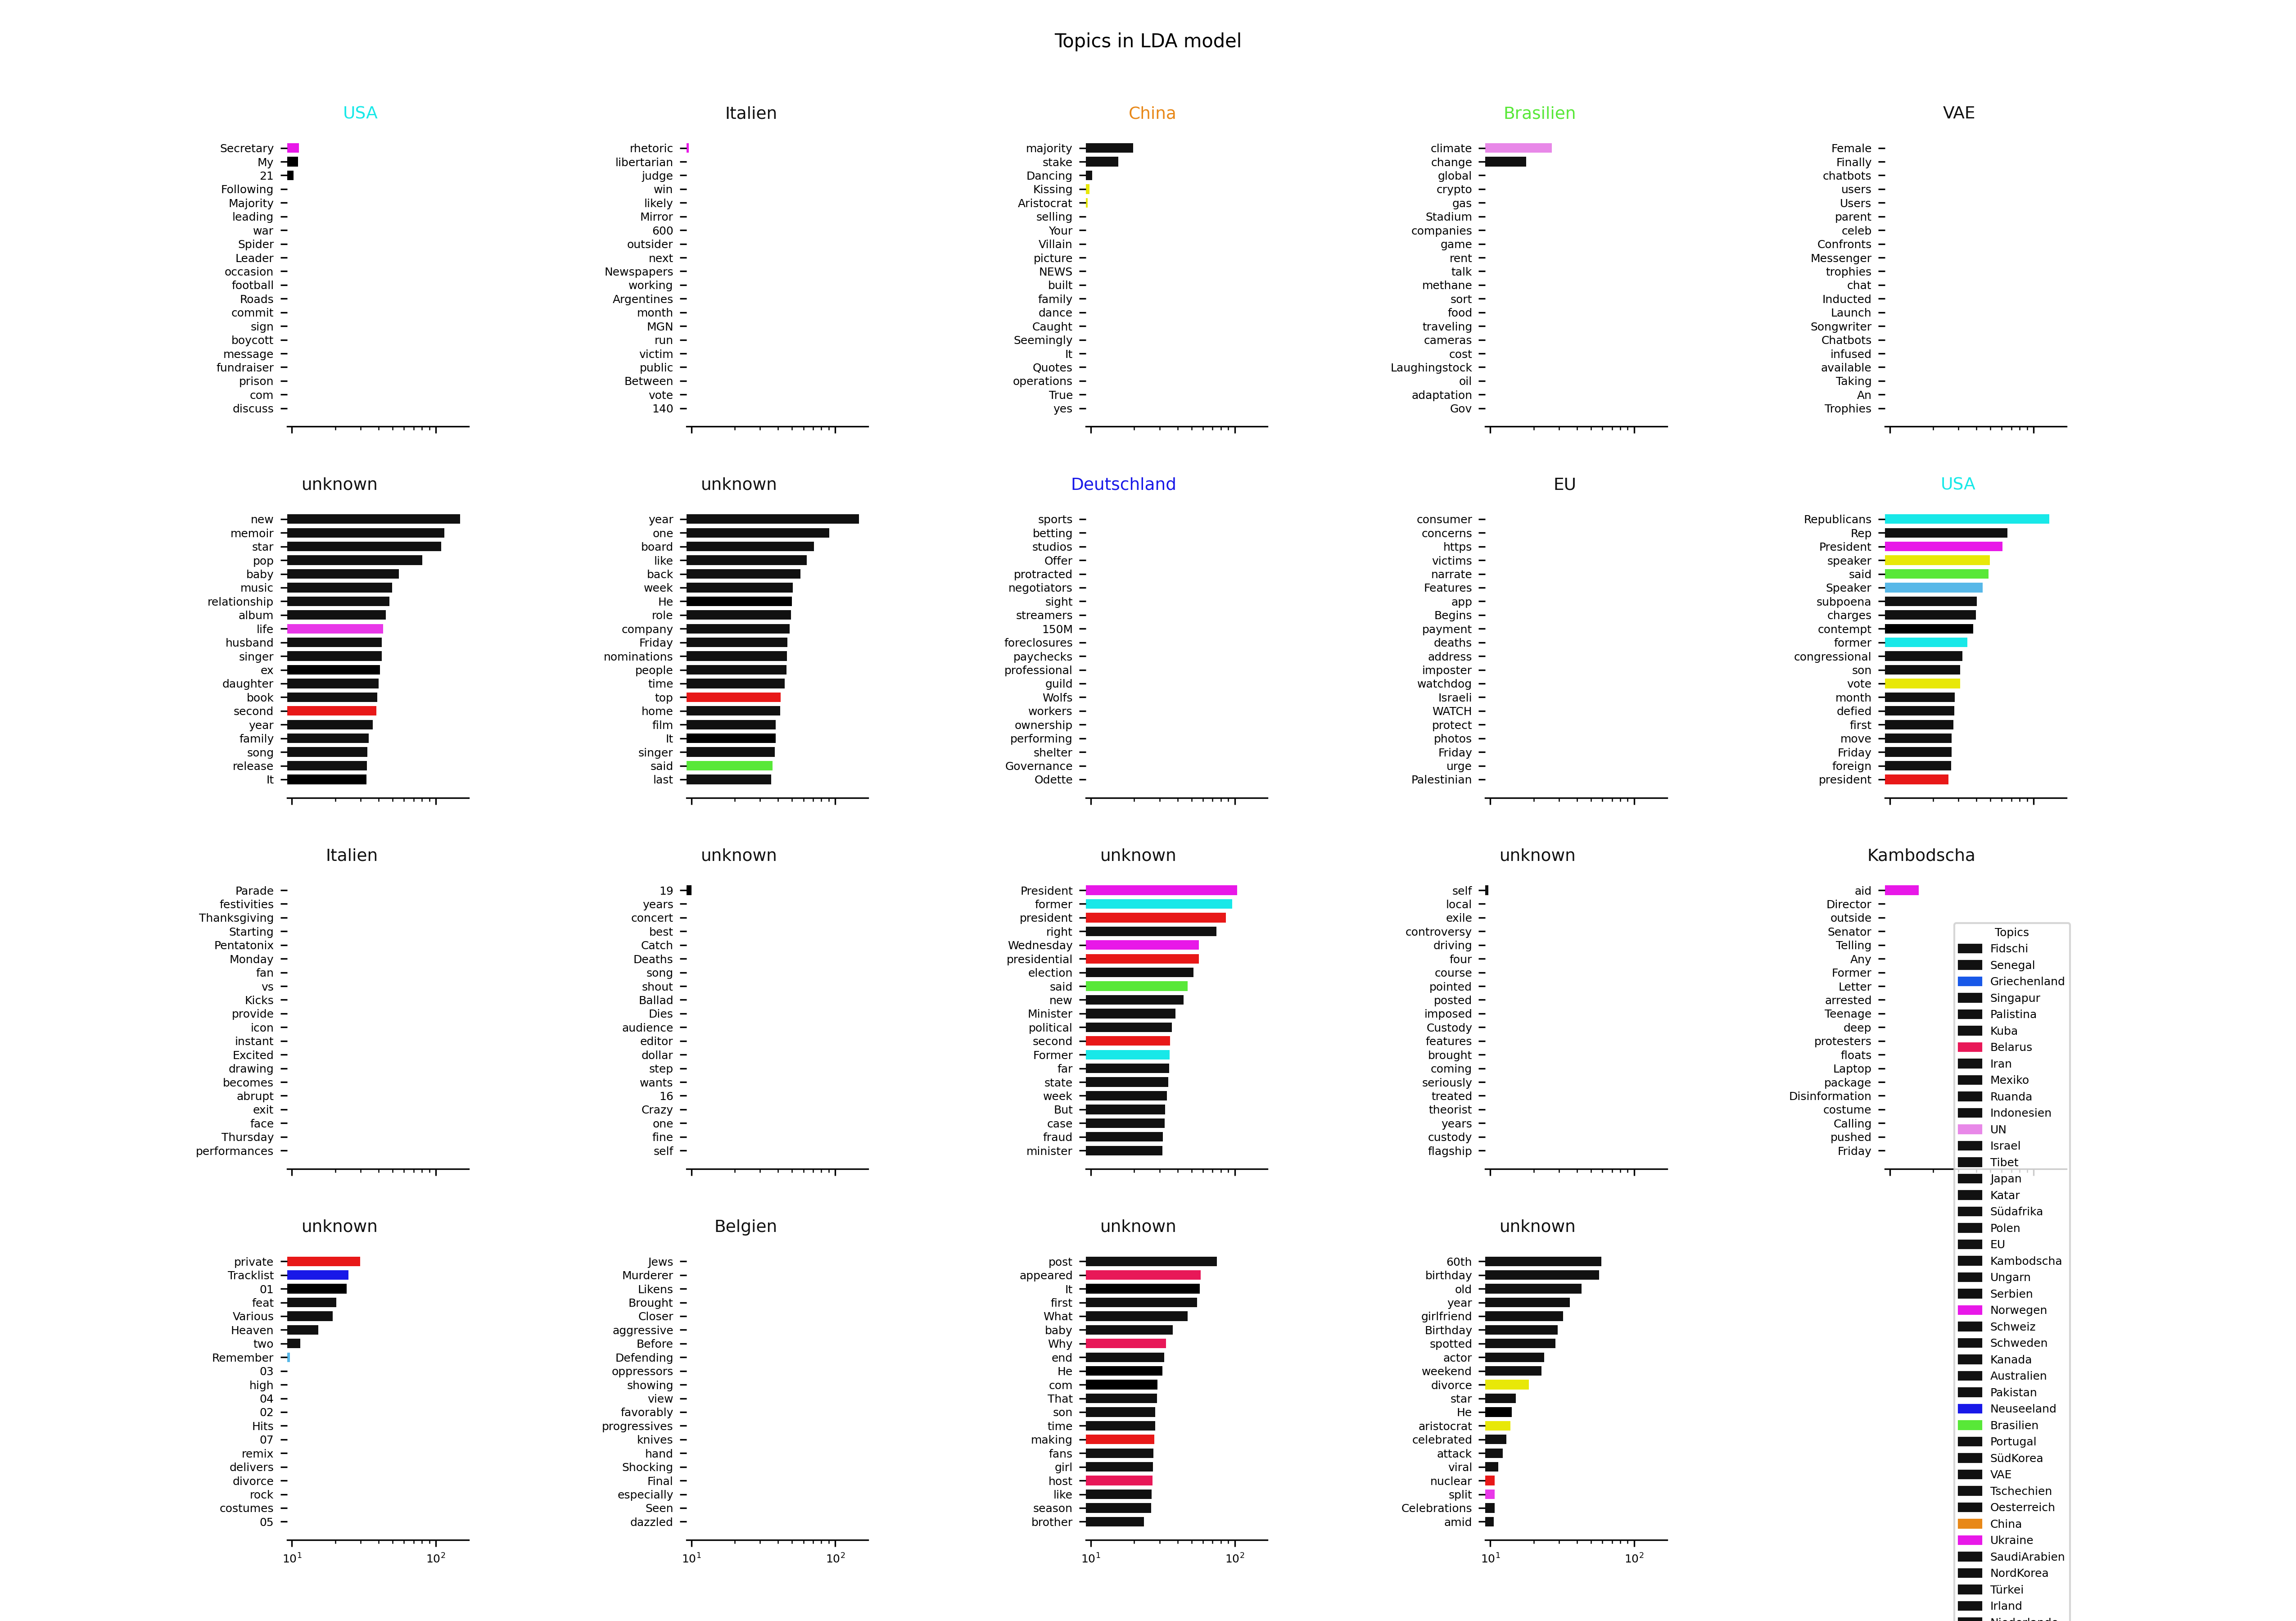 Topics in LDA model
USA
Secretary
My
21
Following
Majority
leading
war
Spider
Leader
occasion
football
Roads
commit
sign
boycott
message
fundraiser
prison
com
discuss
Italien
rhetoric
libertarian
judge
win
likely
Mirror
600
outsider
next
Newspapers
working
Argentines
month
MGN
run
victim
public
Between
vote
140
China
majority
stake
Dancing
Kissing
Aristocrat
selling
Your
Villain
picture
NEWS
built
family
dance
Caught
Seemingly
It
Quotes
operations
True
yes
Brasilien
climate
change
global
crypto
gas
Stadium
companies
game
rent
talk
methane
sort
food
traveling
cameras
cost
Laughingstock
oil
adaptation
Gov
VAE
Female
Finally
chatbots
users
Users
parent
celeb
Confronts
Messenger
trophies
chat
Inducted
Launch
Songwriter
Chatbots
infused
available
Taking
An
Trophies
unknown
new
memoir
star
pop
baby
music
relationship
album
life
husband
singer
ex
daughter
book
second
year
family
song
release
It
unknown
year
one
board
like
back
week
He
role
company
Friday
nominations
people
time
top
home
film
It
singer
said
last
Deutschland
sports
betting
studios
Offer
protracted
negotiators
sight
streamers
150M
foreclosures
paychecks
professional
guild
Wolfs
workers
ownership
performing
shelter
Governance
Odette
EU
consumer
concerns
https
victims
narrate
Features
app
Begins
payment
deaths
address
imposter
watchdog
Israeli
WATCH
protect
photos
Friday
urge
Palestinian
USA
Republicans
Rep
President
speaker
said
Speaker
subpoena
charges
contempt
former
congressional
son
vote
month
defied
first
move
Friday
foreign
president
Italien
Parade
festivities
Thanksgiving
Starting
Pentatonix
Monday
fan
vs
Kicks
provide
icon
instant
Excited
drawing
becomes
abrupt
exit
face
Thursday
performances
unknown
19
years
concert
best
Catch
Deaths
song
shout
Ballad
Dies
audience
editor
dollar
step
wants
16
Crazy
one
fine
self
unknown
President
former
president
right
Wednesday
presidential
election
said
new
Minister
political
second
Former
far
state
week
But
case
fraud
minister
unknown
self
local
exile
controversy
driving
four
course
pointed
posted
imposed
Custody
features
brought
coming
seriously
treated
theorist
years
custody
flagship
Kambodscha
aid
Director
outside
Senator
Telling
Any
Former
Letter
arrested
Teenage
deep
protesters
floats
Laptop
package
Disinformation
costume
Calling
pushed
Friday
unknown
private
Tracklist
01
feat
Various
Heaven
two
Remember
03
high
04
02
Hits
07
remix
delivers
divorce
rock
costumes
05
10^1 10^2
Belgien
Jews
Murderer
Likens
Brought
Closer
aggressive
Before
Defending
oppressors
showing
view
favorably
progressives
knives
hand
Shocking
Final
especially
Seen
dazzled
10^1 10^2
unknown
post
appeared
It
first
What
baby
Why
end
He
com
That
son
time
making
fans
girl
host
like
season
brother
10^1 10^2
unknown
60th
birthday
old
year
girlfriend
Birthday
spotted
actor
weekend
divorce
star
He
aristocrat
celebrated
attack
viral
nuclear
split
Celebrations
amid
10^1 10^2
Topics
Fidschi
Senegal
Griechenland
Singapur
Palistina
Kuba
Belarus
Iran
Mexiko
Ruanda
Indonesien
UN
Israel
Tibet
Japan
Katar
Südafrika
Polen
EU
Kambodscha
Ungarn
Serbien
Norwegen
Schweiz
Schweden
Kanada
Australien
Pakistan
Neuseeland
Brasilien
Portugal
SüdKorea
VAE
Tschechien
Oesterreich
China
Ukraine
SaudiArabien
NordKorea
Türkei
Irland